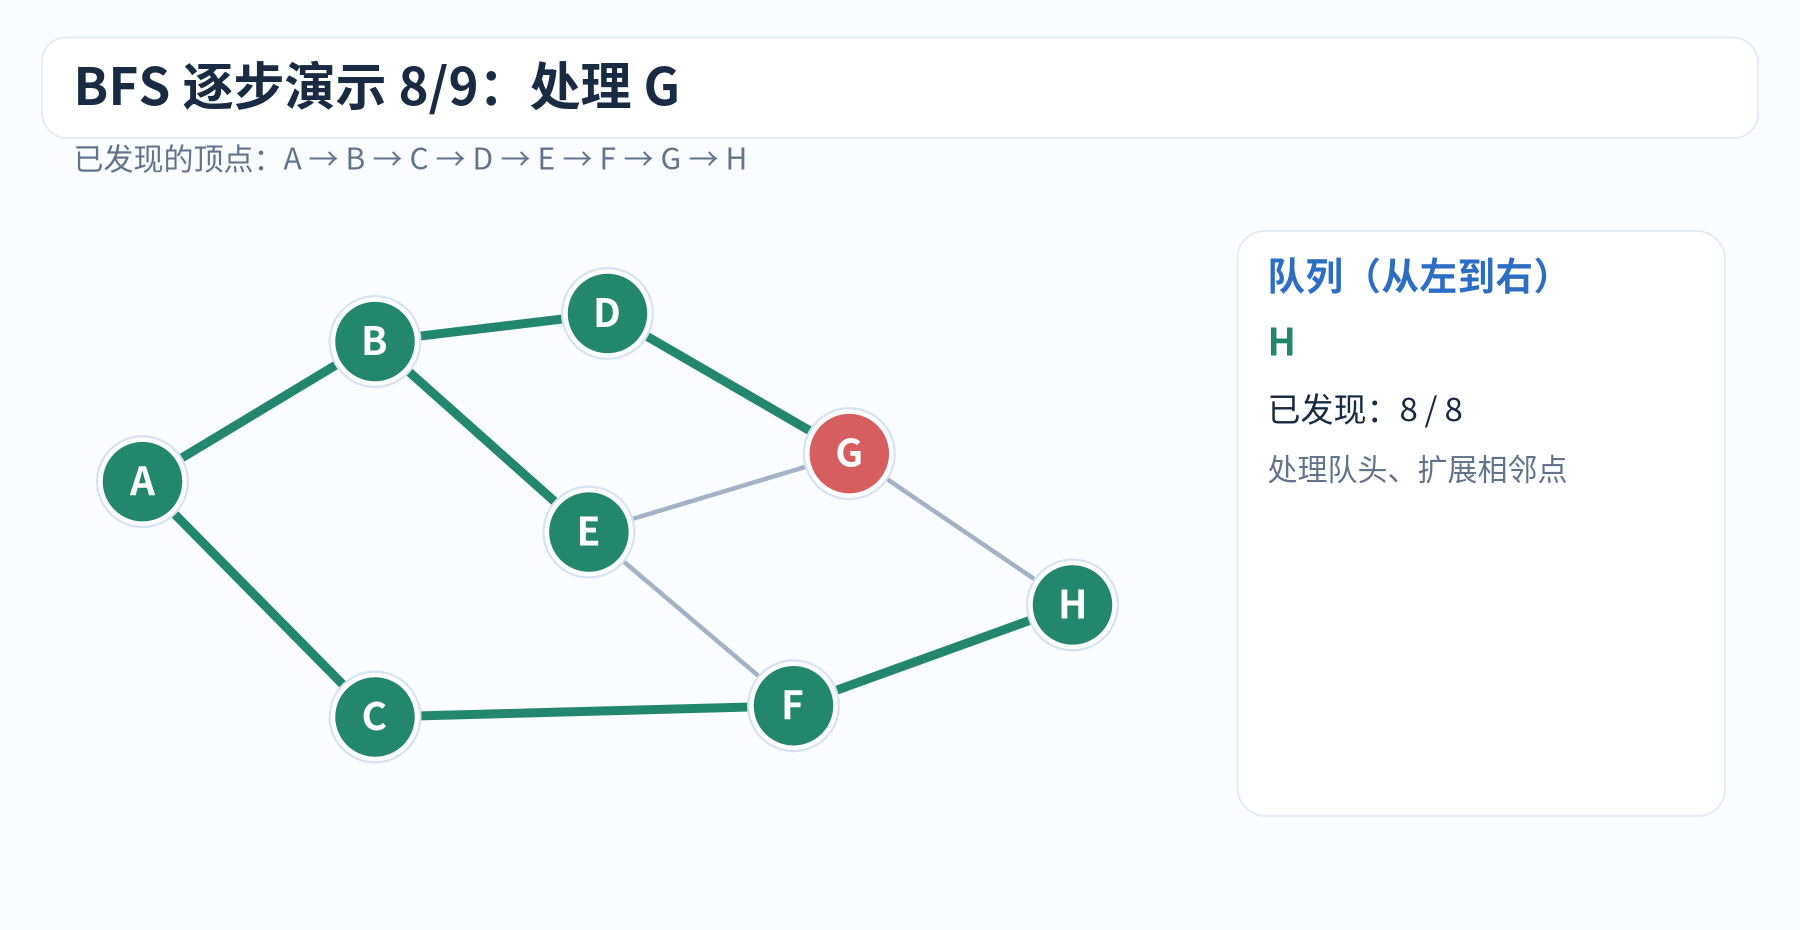 BFS 逐步演示 8/9：处理 G
已发现的顶点：A → B → C → D → E → F → G → H
队列（从左到右）
H
已发现：8 / 8
处理队头、扩展相邻点
D
B
G
A
E
H
F
C